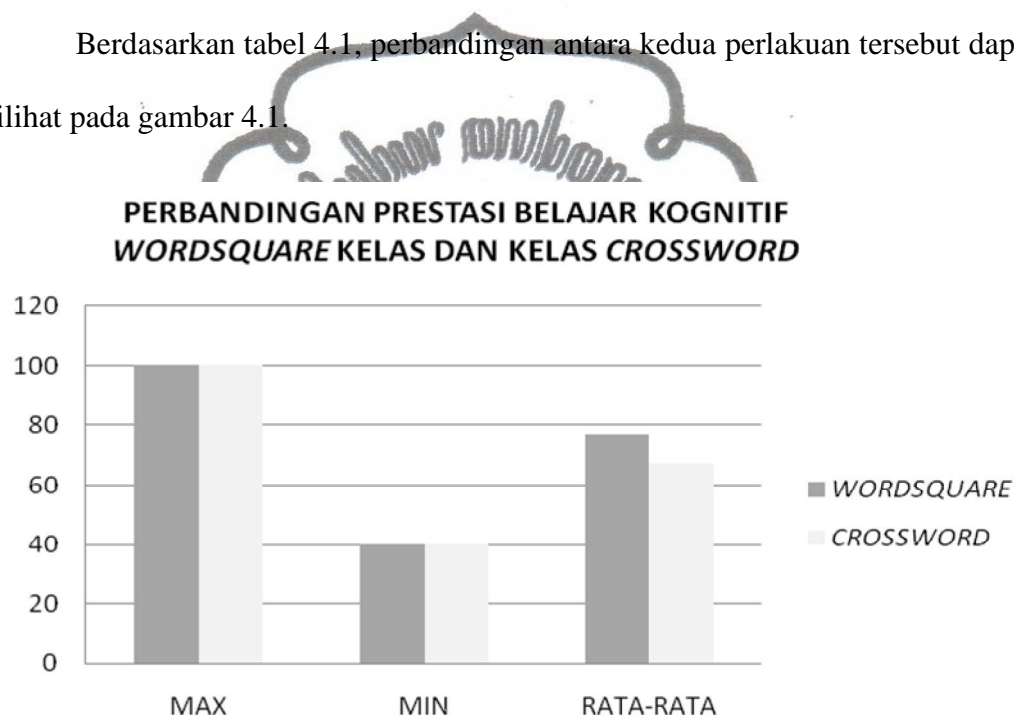 Berdasarkan tabel 4.1, perbandingan antara kedua perlakuan tersebut dap
ilihat pada gambar 4.1.
PERBANDINGAN PRESTASI BELAJAR KOGNITIF
WORDSQUARE KELAS DAN KELAS CROSSWORD
120
100
80
60
40
20
0
MAX MIN RATA-RATA
WORDSQUARE
CROSSWORD